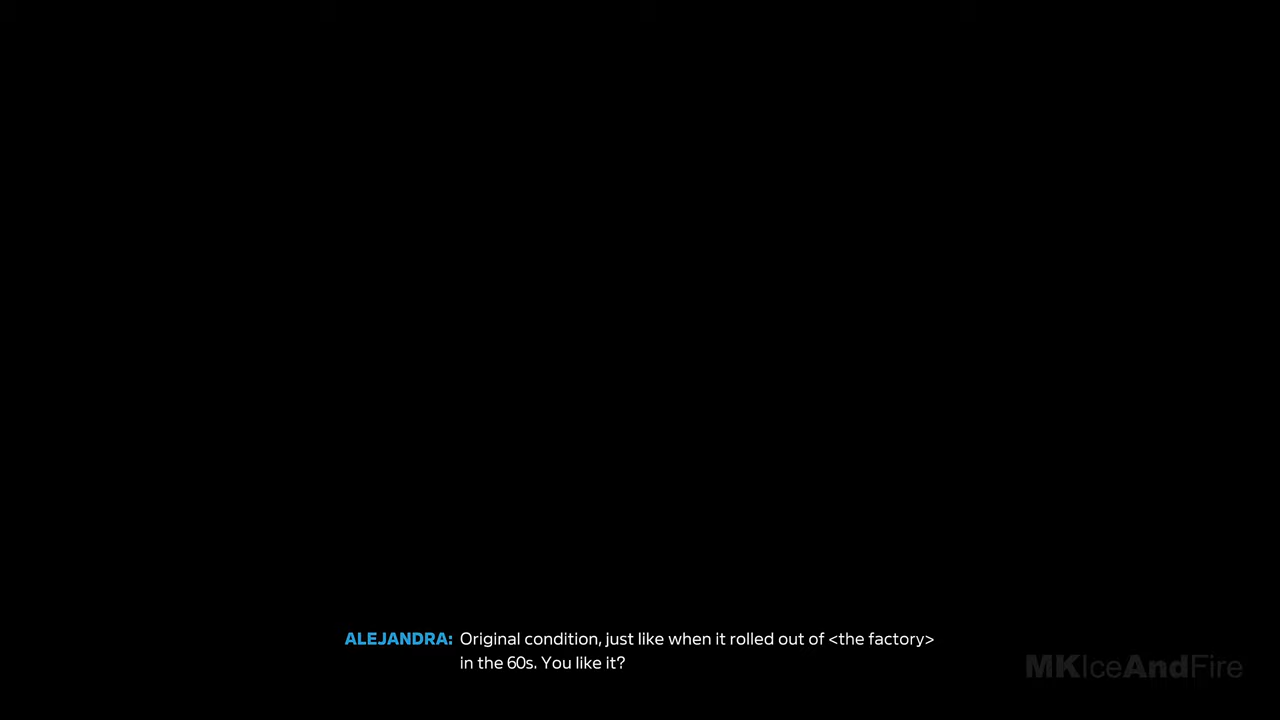 ALEJANDRA: Original condition, just like when it rolled out of <the factory>
in the 60s. You like it?
MKIceAndFire